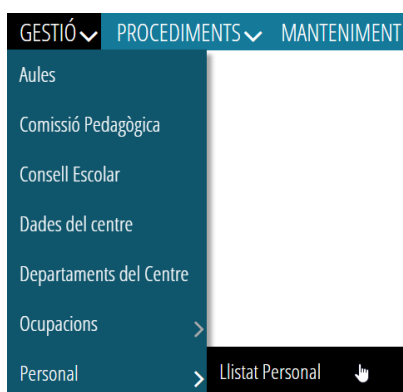 GESTIÓ PROCEDIMENTS MANTENIMENT
Aules
Comissió Pedagògica
Consell Escolar
Dades del centre
Departaments del Centre
Ocupacions
Personal Llistat Personal